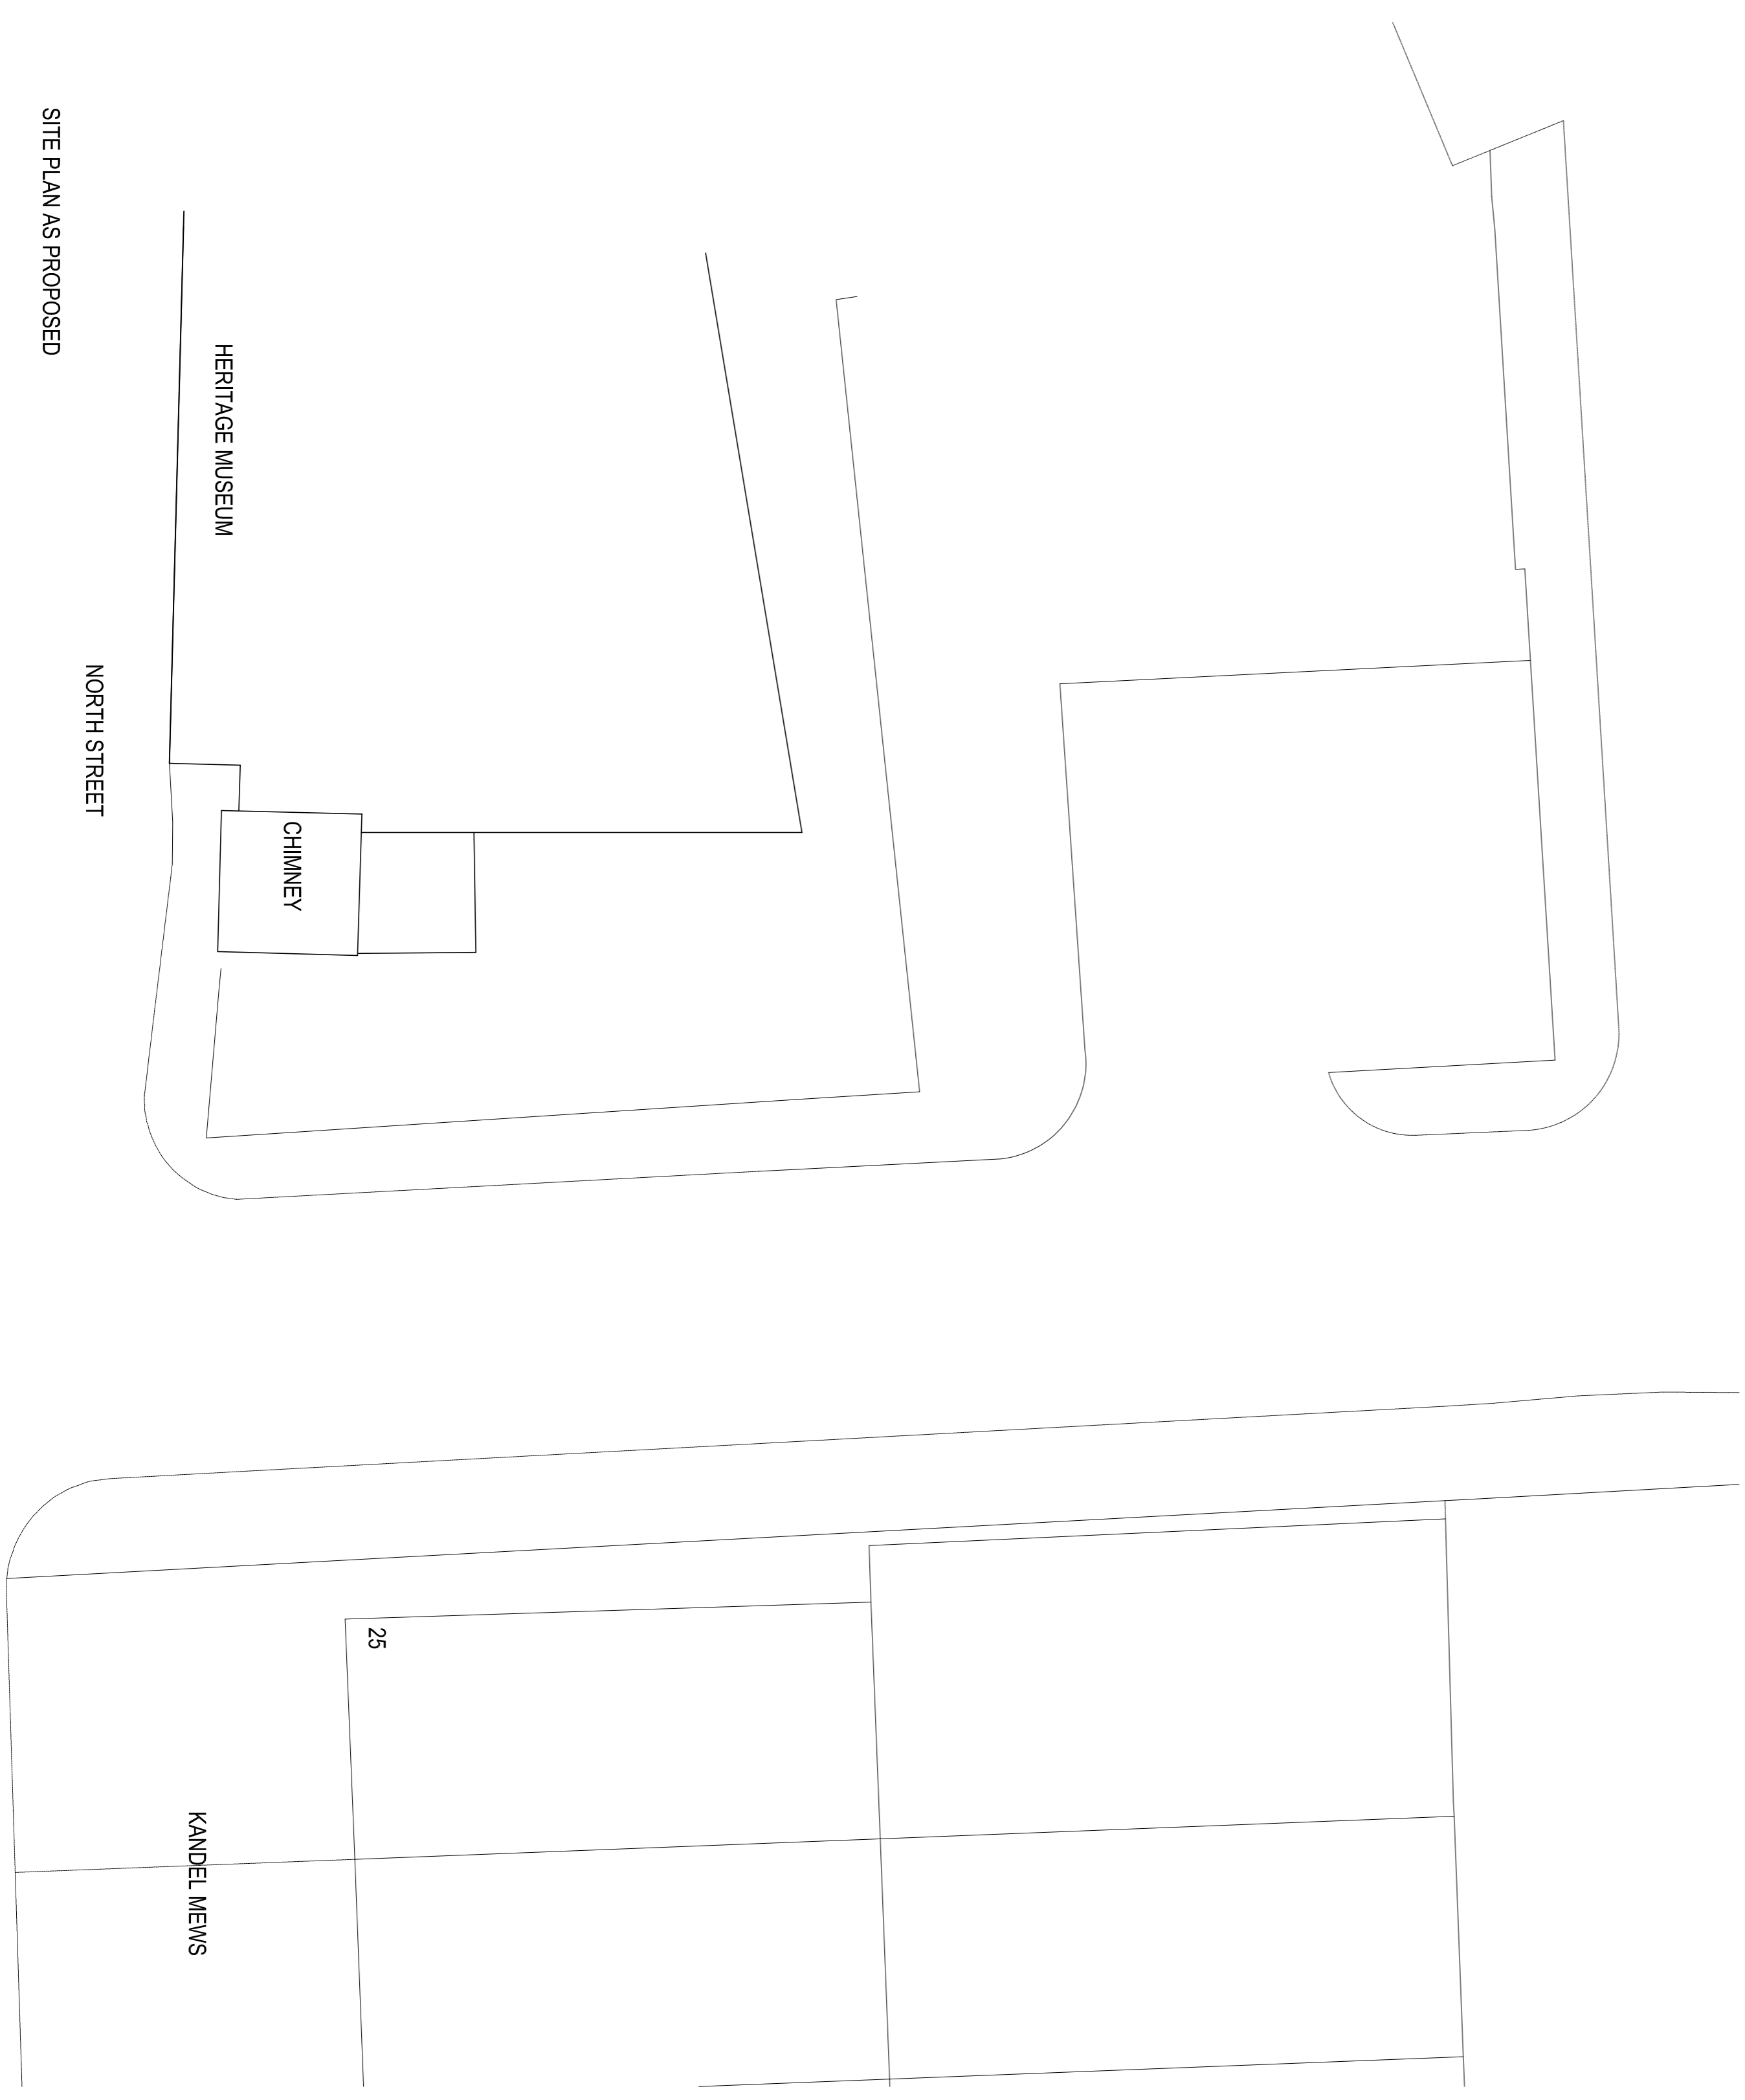 SITE PLAN AS PROPOSED
NORTH STREET
HERITAGE MUSEUM
CHIMNEY
25
KANDEL MEWS